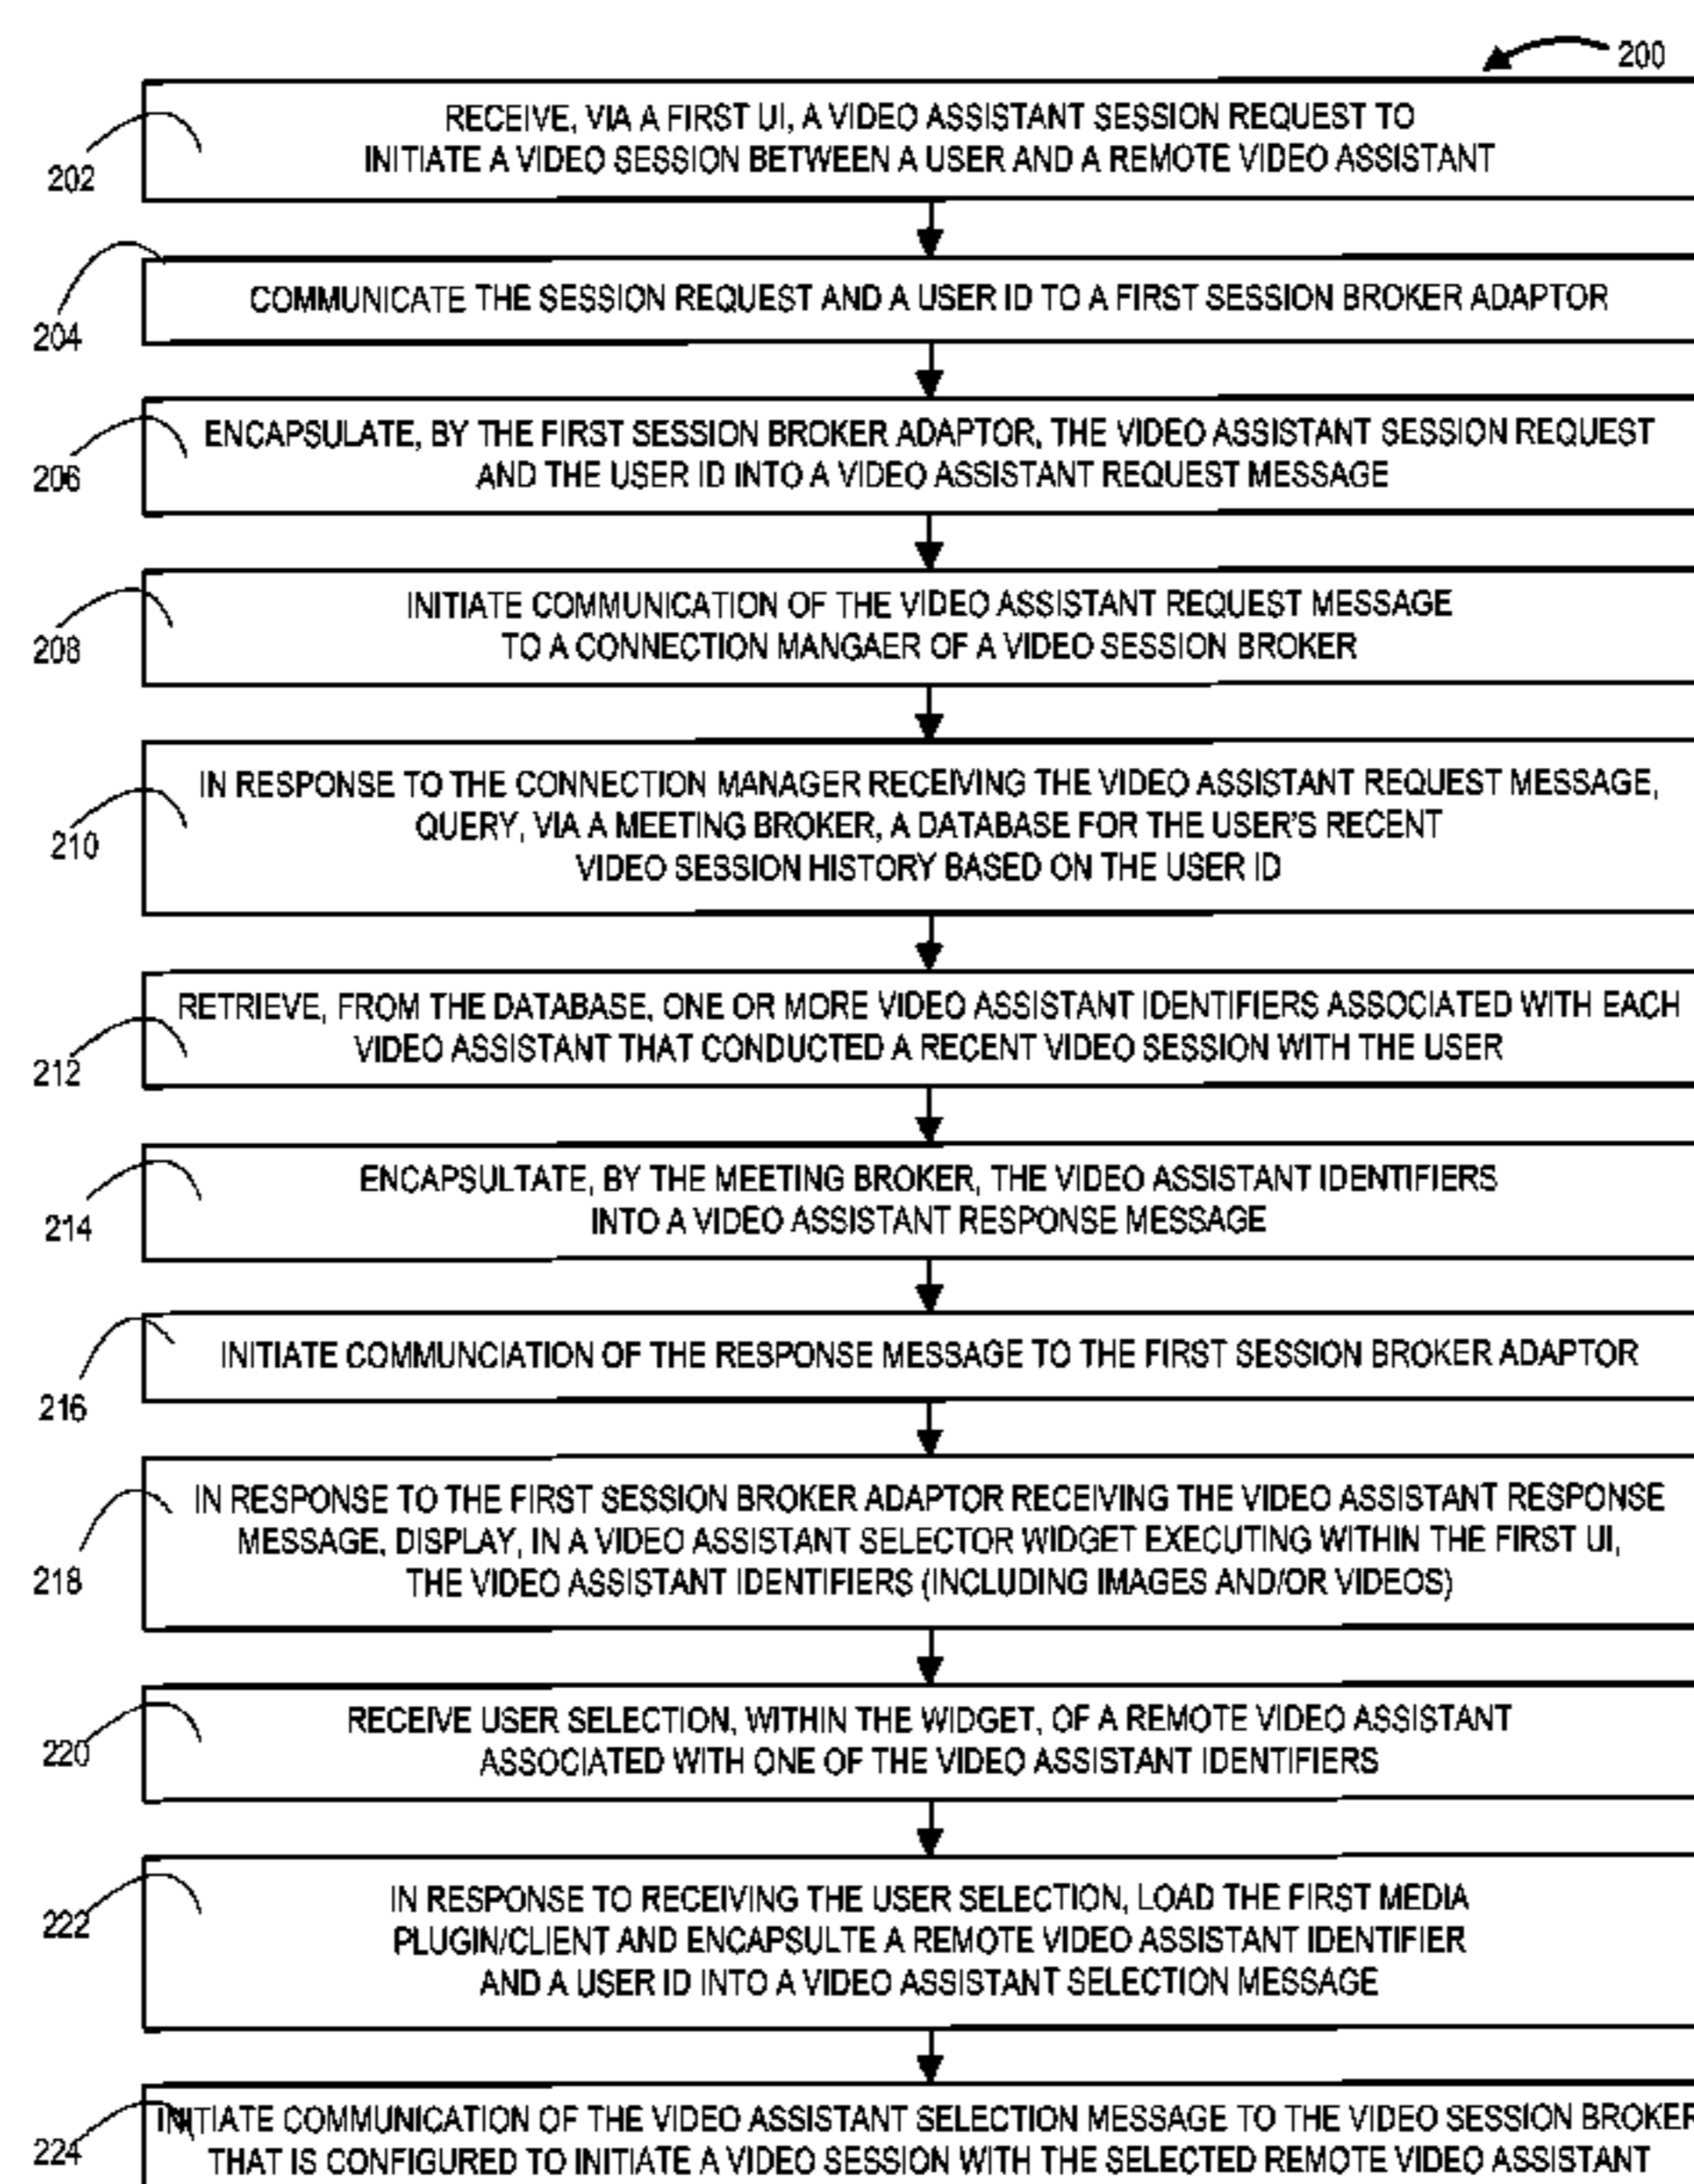 200
RECEIVE, VIA A FIRST UI, A VIDEO ASSISTANT SESSION REQUEST TO
INITIATE A VIDEO SESSION BETWEEN A USER AND A REMOTE VIDEO ASSISTANT
202
COMMUNICATE THE SESSION REQUEST AND A USER ID TO A FIRST SESSION BROKER ADAPTOR
204
ENCAPSULATE, BY THE FIRST SESSION BROKER ADAPTOR, THE VIDEO ASSISTANT SESSION REQUEST
AND THE USER ID INTO A VIDEO ASSISTANT REQUEST MESSAGE
206
INITIATE COMMUNICATION OF THE VIDEO ASSISTANT REQUEST MESSAGE
TO A CONNECTION MANGAER OF A VIDEO SESSION BROKER
208
IN RESPONSE TO THE CONNECTION MANAGER RECEIVING THE VIDEO ASSISTANT REQUEST MESSAGE,
QUERY, VIA A MEETING BROKER, A DATABASE FOR THE USER'S RECENT
VIDEO SESSION HISTORY BASED ON THE USER ID
210
RETRIEVE, FROM THE DATABASE, ONE OR MORE VIDEO ASSISTANT IDENTIFIERS ASSOCIATED WITH EACH
VIDEO ASSISTANT THAT CONDUCTED A RECENT VIDEO SESSION WITH THE USER
212
ENCAPSULTATE, BY THE MEETING BROKER, THE VIDEO ASSISTANT IDENTIFIERS
INTO A VIDEO ASSISTANT RESPONSE MESSAGE
214
INITIATE COMMUNCIATION OF THE RESPONSE MESSAGE TO THE FIRST SESSION BROKER ADAPTOR
216
IN RESPONSE TO THE FIRST SESSION BROKER ADAPTOR RECEIVING THE VIDEO ASSISTANT RESPONSE
MESSAGE, DISPLAY, IN A VIDEO ASSISTANT SELECTOR WIDGET EXECUTING WITHIN THE FIRST UI,
THE VIDEO ASSISTANT IDENTIFIERS (INCLUDING IMAGES AND/OR VIDEOS)
218
RECEIVE USER SELECTION, WITHIN THE WIDGET, OF A REMOTE VIDEO ASSISTANT
ASSOCIATED WITH ONE OF THE VIDEO ASSISTANT IDENTIFIERS
220
IN RESPONSE TO RECEIVING THE USER SELECTION, LOAD THE FIRST MEDIA
PLUGIN/CLIENT AND ENCAPSULTE A REMOTE VIDEO ASSISTANT IDENTIFIER
AND A USER ID INTO A VIDEO ASSISTANT SELECTION MESSAGE
222
INITIATE COMMUNICATION OF THE VIDEO ASSISTANT SELECTION MESSAGE TO THE VIDEO SESSION BROKER
THAT IS CONFIGURED TO INITIATE A VIDEO SESSION WITH THE SELECTED REMOTE VIDEO ASSISTANT
224